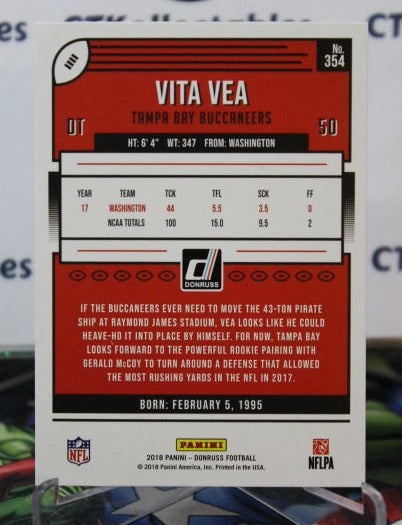 CTKollectables
No.
354
VITA VEA
TAMPA BAY BUCCANEERS
DT
50
HT: 6' 4" WT: 347 FROM: WASHINGTON
YEAR TEAM TCK TFL SCK FF
17 WASHINGTON 44 5.5 3.5 0
NCAA TOTALS 100 15.0 9.5 2
DONRUSS
IF THE BUCCANEERS EVER NEED TO MOVE THE 43-TON PIRATE
SHIP AT RAYMOND JAMES STADIUM, VEA LOOKS LIKE HE COULD
HEAVE-HO IT INTO PLACE BY HIMSELF. FOR NOW, TAMPA BAY
LOOKS FORWARD TO THE POWERFUL ROOKIE PAIRING WITH
GERALD McCOY TO TURN AROUND A DEFENSE THAT ALLOWED
THE MOST RUSHING YARDS IN THE NFL IN 2017.
BORN: FEBRUARY 5, 1995
NFL
PANINI
NFLPA
2018 PANINI – DONRUSS FOOTBALL
© 2018 Panini America, Inc. Printed in the USA.